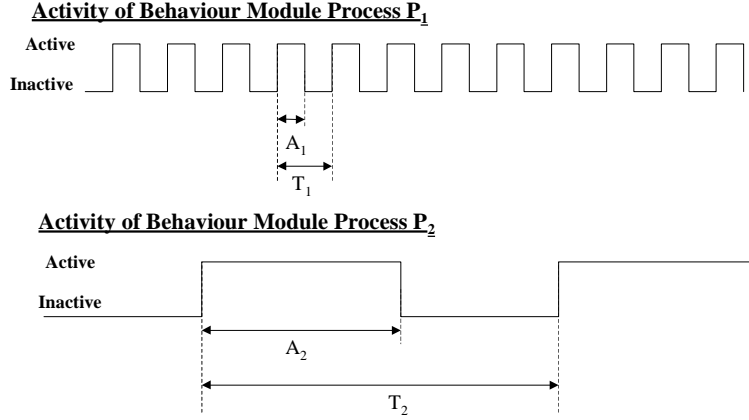 Activity of Behaviour Module Process P1
Active
Inactive
A1
T1
Activity of Behaviour Module Process P2
Active
Inactive
A2
T2